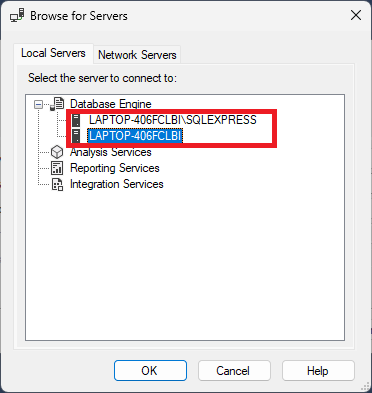 Browse for Servers
Local Servers
Network Servers
Select the server to connect to:
Database Engine
LAPTOP-406FCLBI\SQLEXPRESS
LAPTOP-406FCLBI
Analysis Services
Reporting Services
Integration Services
OK
Cancel
Help